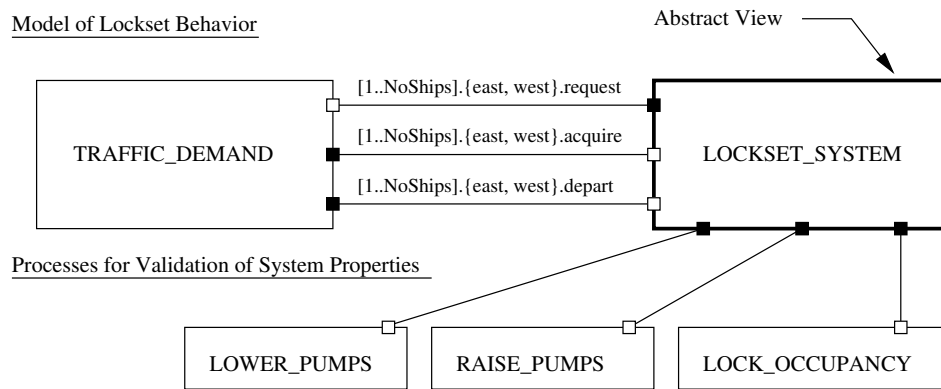 Model of Lockset Behavior
Abstract View
[1..NoShips].{east, west}.request
[1..NoShips].{east, west}.acquire
TRAFFIC_DEMAND
LOCKSET_SYSTEM
[1..NoShips].{east, west}.depart
Processes for Validation of System Properties
LOWER_PUMPS
RAISE_PUMPS
LOCK_OCCUPANCY